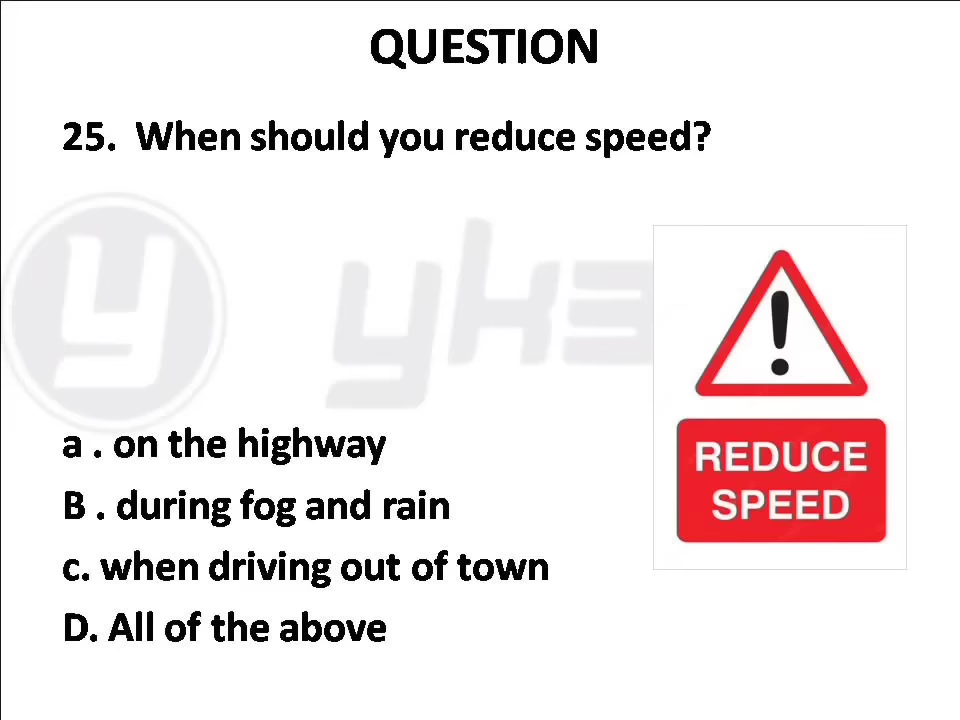 QUESTION
25. When should you reduce speed?
a . on the highway
B . during fog and rain
c. when driving out of town
D. All of the above
REDUCE
SPEED